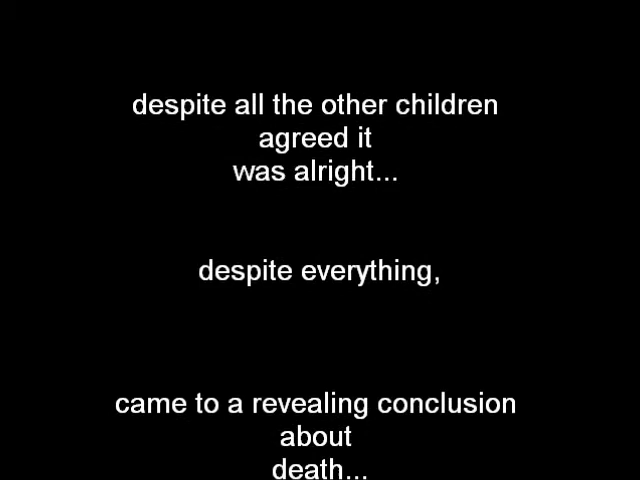 despite all the other children
agreed it
was alright...
despite everything,
came to a revealing conclusion
about
death...